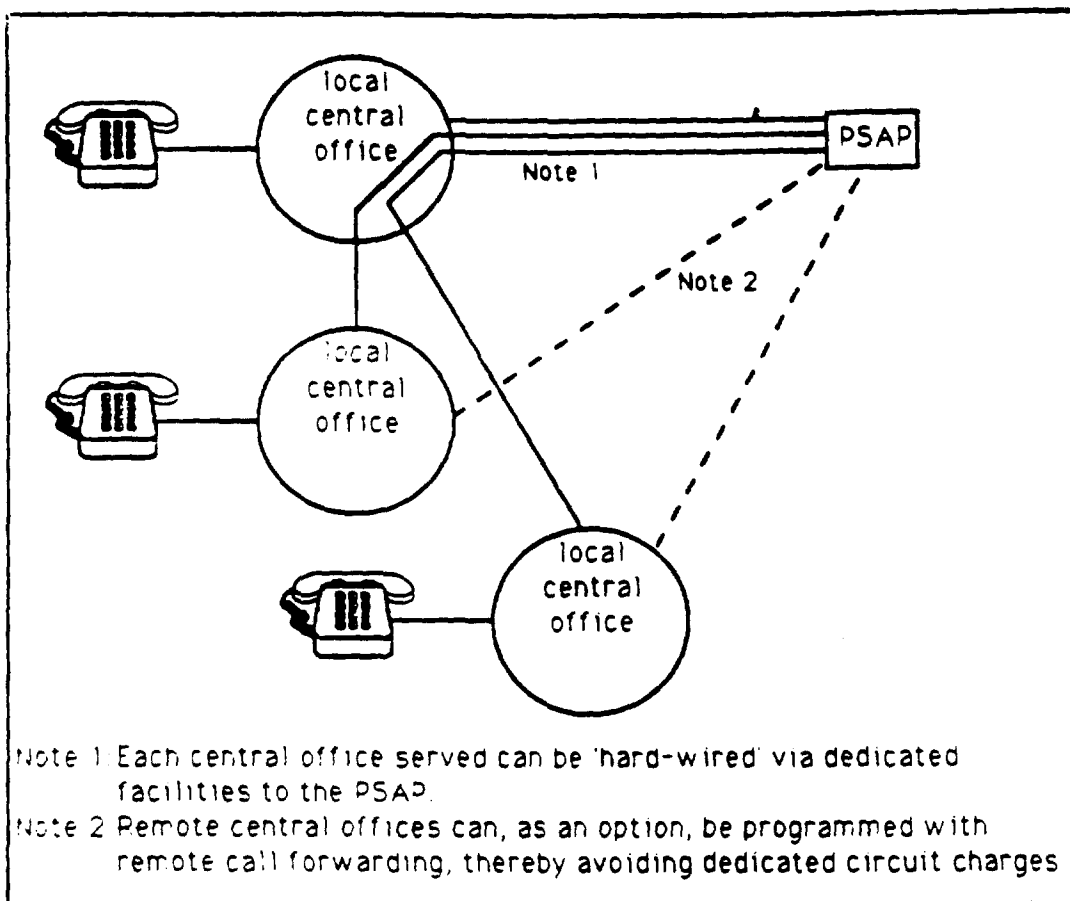 local
central
office
PSAP
Note 1
Note 2
local
central
office
local
central
office
Note 1 Each central office served can be 'hard-wired' via dedicated
facilities to the PSAP.
Note 2 Remote central offices can, as an option, be programmed with
remote call forwarding, thereby avoiding dedicated circuit charges